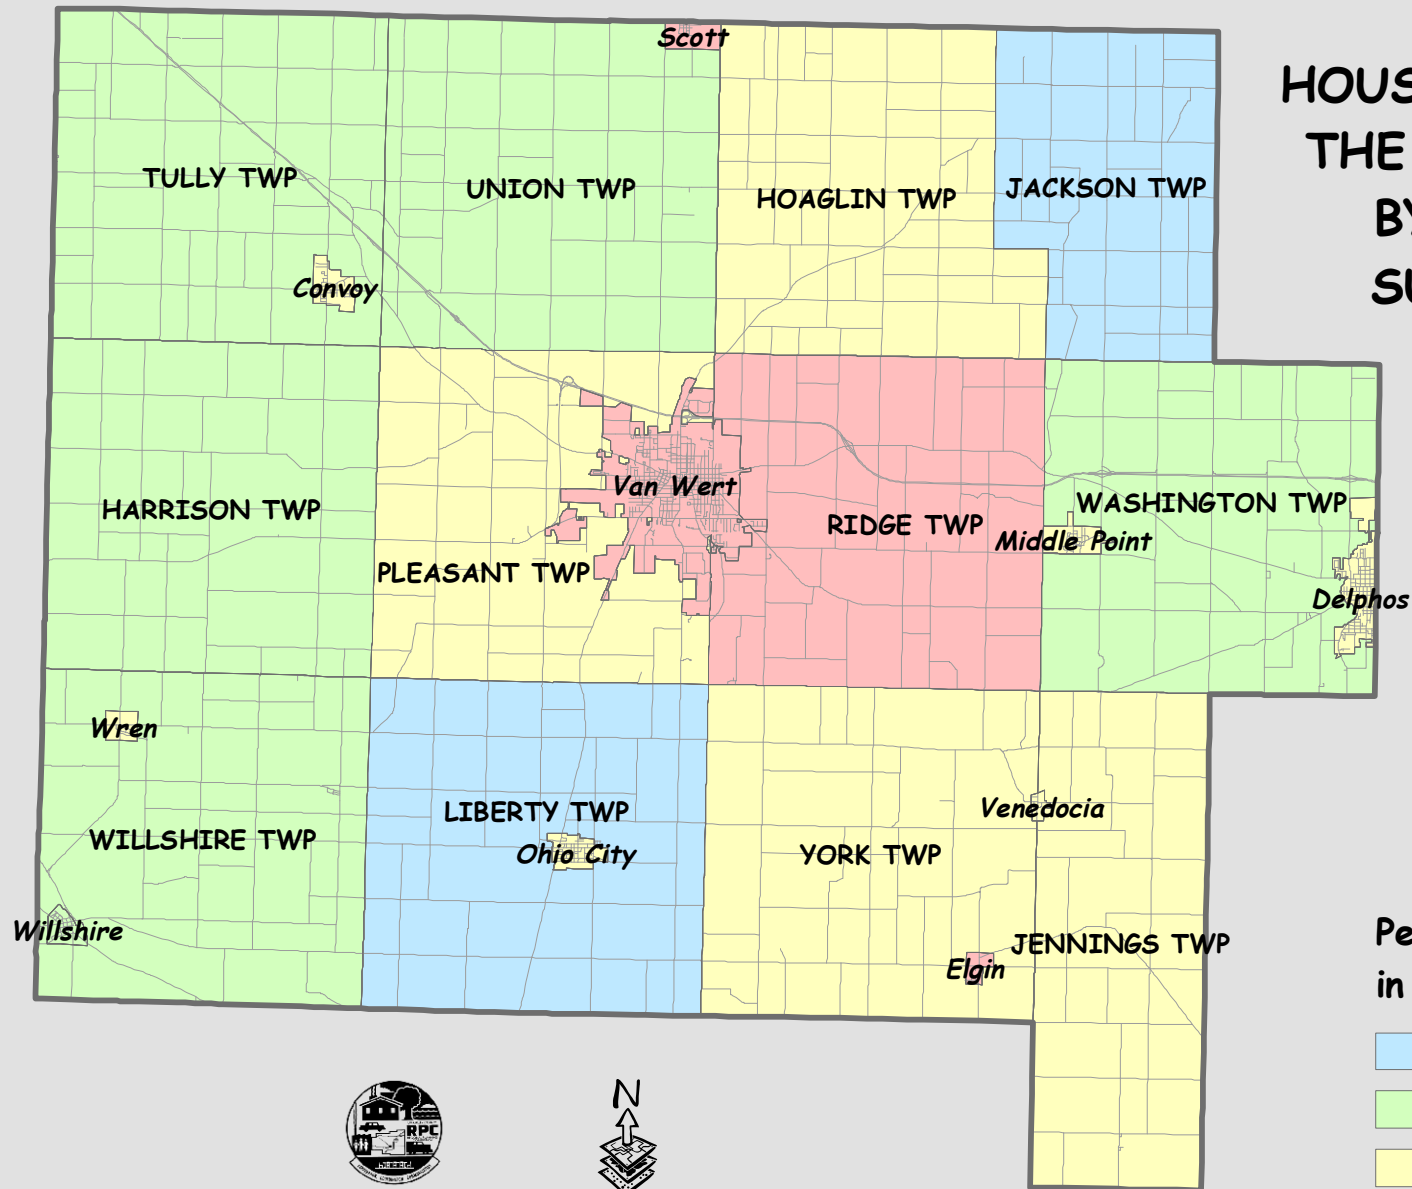 Scott
HOUS
THE
BY
SU
TULLY TWP
UNION TWP
HOAGLIN TWP
JACKSON TWP
Convoy
Van Wert
HARRISON TWP
RIDGE TWP
WASHINGTON TWP
Middle Point
PLEASANT TWP
Delphos
Wren
LIBERTY TWP
Venedocia
WILLSHIRE TWP
Ohio City
YORK TWP
Willshire
JENNINGS TWP
Elgin
Pe
in
N
RPC